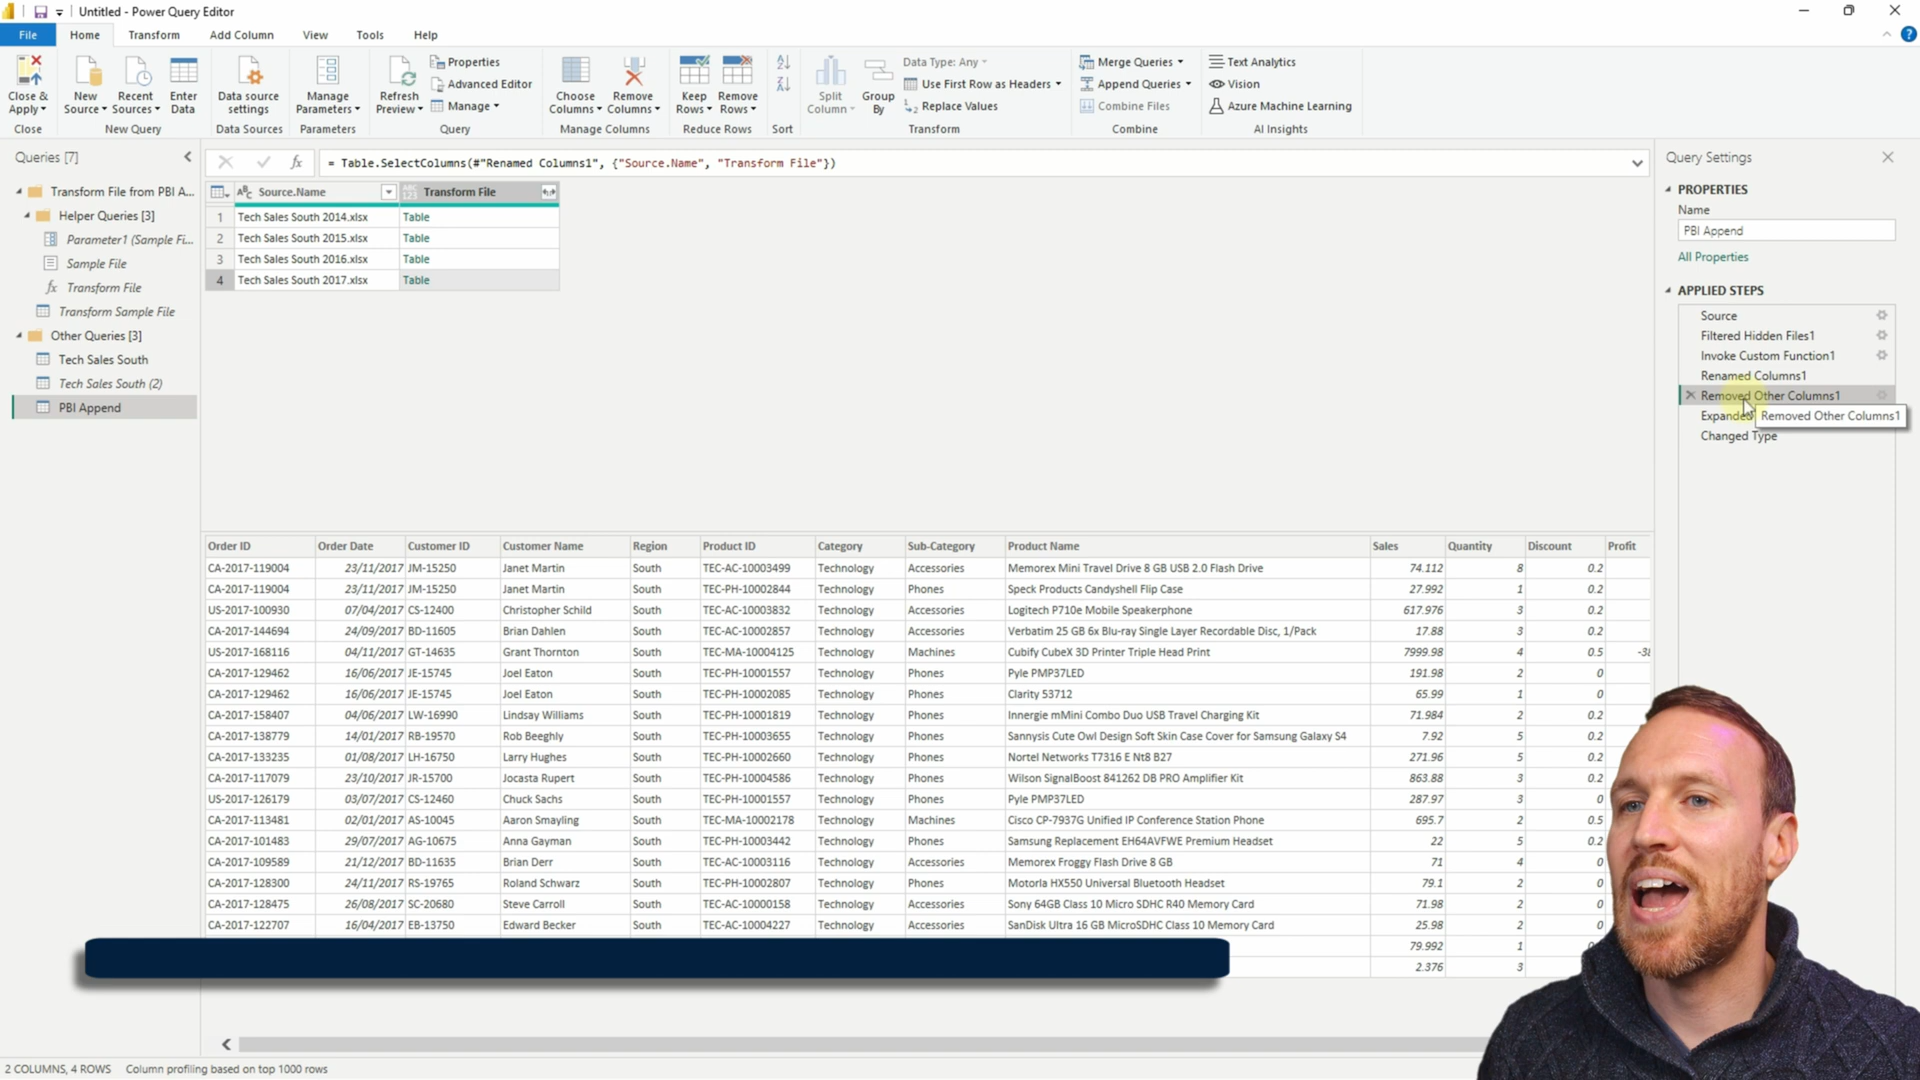 Untitled - Power Query Editor
File Home Transform Add Column View Tools Help
Close & Apply
New Source
Recent Sources
Enter Data
Data source settings
Manage Parameters
Refresh Preview
Properties
Advanced Editor
Manage
Choose Columns
Remove Columns
Keep Rows
Remove Rows
Split Column
Group By
Data Type: Any
Use First Row as Headers
Replace Values
Merge Queries
Append Queries
Combine Files
Text Analytics
Vision
Azure Machine Learning
Close New Query Data Sources Parameters Query Manage Columns Reduce Rows Sort Transform Combine AI Insights
Queries [7]
Transform File from PBI A...
Helper Queries [3]
Parameter1 (Sample Fi...
Sample File
fx Transform File
Transform Sample File
Other Queries [3]
Tech Sales South
Tech Sales South (2)
PBI Append
fx = Table.SelectColumns(#"Renamed Columns1", {"Source.Name", "Transform File"})
ABC Source.Name ABC 123 Transform File
1 Tech Sales South 2014.xlsx Table
2 Tech Sales South 2015.xlsx Table
3 Tech Sales South 2016.xlsx Table
4 Tech Sales South 2017.xlsx Table
Order ID Order Date Customer ID Customer Name Region Product ID Category Sub-Category Product Name Sales Quantity Discount Profit
CA-2017-119004 23/11/2017 JM-15250 Janet Martin South TEC-AC-10003499 Technology Accessories Memorex Mini Travel Drive 8 GB USB 2.0 Flash Drive 74.112 8 0.2
CA-2017-119004 23/11/2017 JM-15250 Janet Martin South TEC-PH-10002844 Technology Phones Speck Products Candyshell Flip Case 27.992 1 0.2
US-2017-100930 07/04/2017 CS-12400 Christopher Schild South TEC-AC-10003832 Technology Accessories Logitech P710e Mobile Speakerphone 617.976 3 0.2
CA-2017-144694 24/09/2017 BD-11605 Brian Dahlen South TEC-AC-10002857 Technology Accessories Verbatim 25 GB 6x Blu-ray Single Layer Recordable Disc, 1/Pack 17.88 3 0.2
US-2017-168116 04/11/2017 GT-14635 Grant Thornton South TEC-MA-10004125 Technology Machines Cubify CubeX 3D Printer Triple Head Print 7999.98 4 0.5
CA-2017-129462 16/06/2017 JE-15745 Joel Eaton South TEC-PH-10001557 Technology Phones Pyle PMP37LED 191.98 2 0
CA-2017-129462 16/06/2017 JE-15745 Joel Eaton South TEC-PH-10002085 Technology Phones Clarity 53712 65.99 1 0
CA-2017-158407 04/06/2017 LW-16990 Lindsay Williams South TEC-PH-10001819 Technology Phones Innergie mMini Combo Duo USB Travel Charging Kit 71.984 2 0.2
CA-2017-138779 14/01/2017 RB-19570 Rob Beeghly South TEC-PH-10003655 Technology Phones Sannysis Cute Owl Design Soft Skin Case Cover for Samsung Galaxy S4 7.92 5 0.2
CA-2017-133235 01/08/2017 LH-16750 Larry Hughes South TEC-PH-10002660 Technology Phones Nortel Networks T7316 E Nt8 B27 271.96 5 0.2
CA-2017-117079 23/10/2017 JR-15700 Jocasta Rupert South TEC-PH-10004586 Technology Phones Wilson SignalBoost 841262 DB PRO Amplifier Kit 863.88 3 0.2
US-2017-126179 03/07/2017 CS-12460 Chuck Sachs South TEC-PH-10001557 Technology Phones Pyle PMP37LED 287.97 3 0
CA-2017-113481 02/01/2017 AS-10045 Aaron Smayling South TEC-MA-10002178 Technology Machines Cisco CP-7937G Unified IP Conference Station Phone 695.7 2 0.5
CA-2017-101483 29/07/2017 AG-10675 Anna Gayman South TEC-PH-10003442 Technology Phones Samsung Replacement EH64AVFWE Premium Headset 22 5 0.2
CA-2017-109589 21/12/2017 BD-11635 Brian Derr South TEC-AC-10003116 Technology Accessories Memorex Froggy Flash Drive 8 GB 71 4 0
CA-2017-128300 24/11/2017 RS-19765 Roland Schwarz South TEC-PH-10002807 Technology Phones Motorla HX550 Universal Bluetooth Headset 79.1 2 0
CA-2017-128475 26/08/2017 SC-20680 Steve Carroll South TEC-AC-10000158 Technology Accessories Sony 64GB Class 10 Micro SDHC R40 Memory Card 71.98 2 0
CA-2017-122707 16/04/2017 EB-13750 Edward Becker South TEC-AC-10004227 Technology Accessories SanDisk Ultra 16 GB MicroSDHC Class 10 Memory Card 25.98 2 0
79.992 1
2.376 3
Query Settings
PROPERTIES
Name
PBI Append
All Properties
APPLIED STEPS
Source
Filtered Hidden Files1
Invoke Custom Function1
Renamed Columns1
Removed Other Columns1
Expanded Removed Other Columns1
Changed Type
2 COLUMNS, 4 ROWS Column profiling based on top 1000 rows